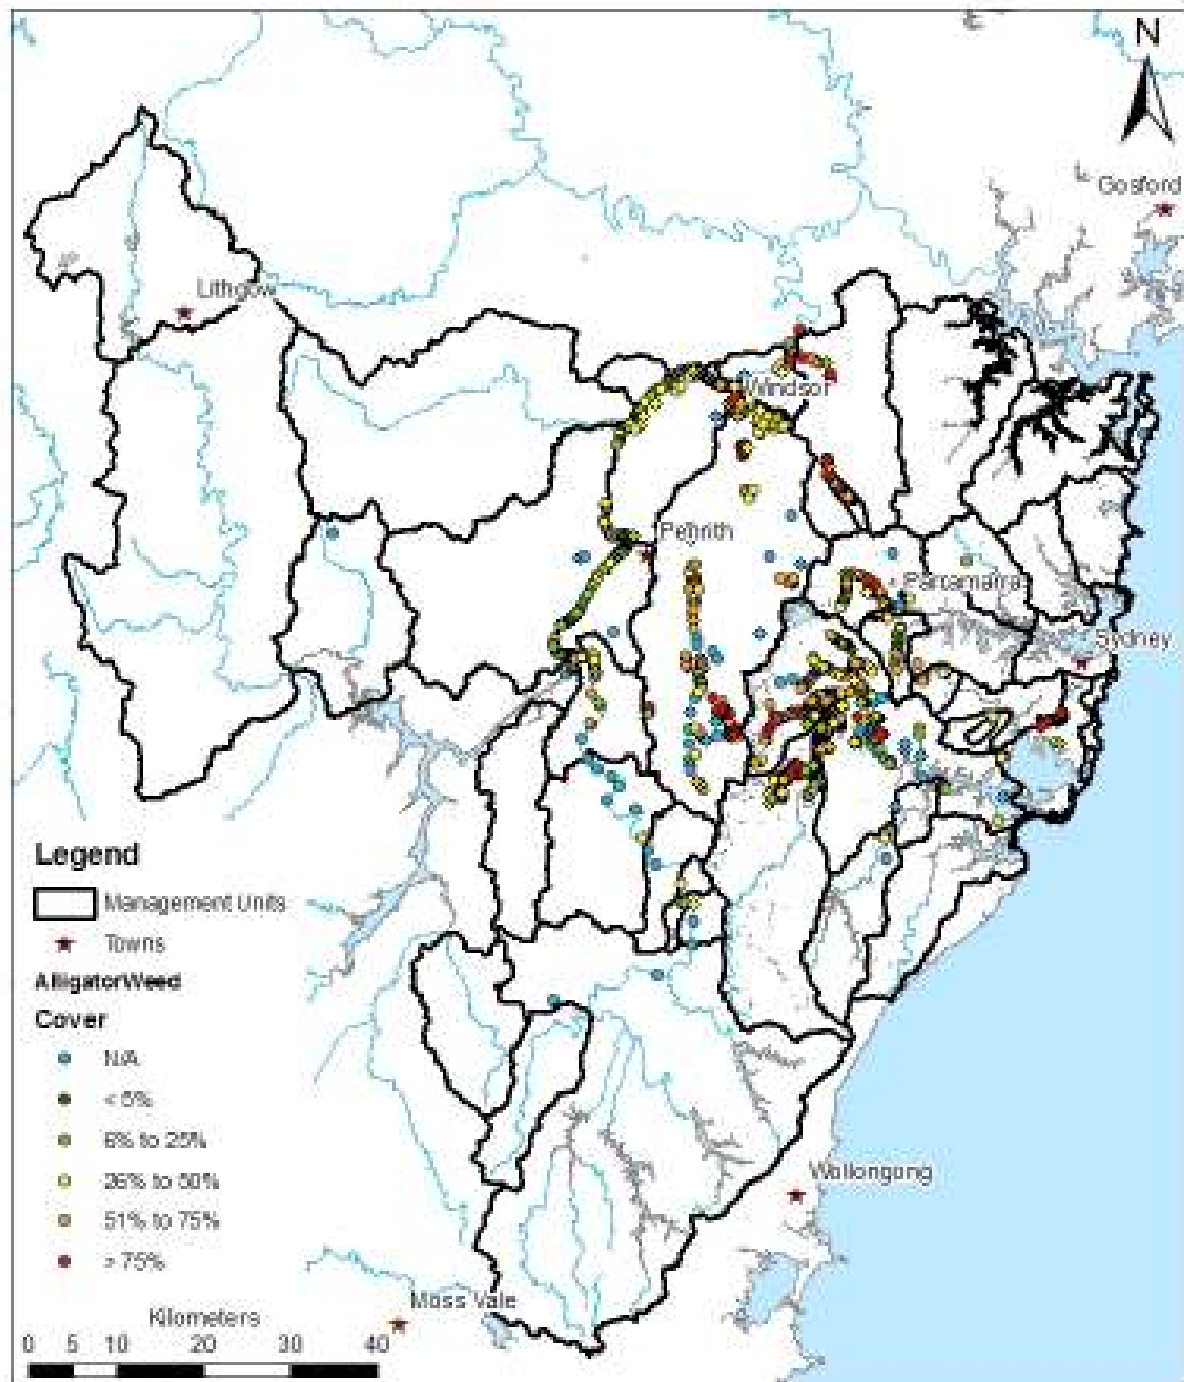 N
Gosford
Lithgow
Windsor
Penrith
Parramatta
Sydney
Legend
Management Units
Towns
AlligatorWeed
Cover
N/A
< 5%
6% to 25%
26% to 50%
51% to 75%
> 75%
Wollongong
Moss Vale
Kilometers
0 5 10 20 30 40